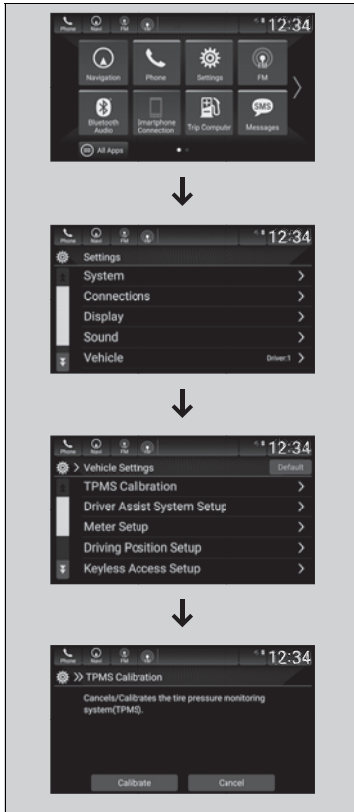 Phone Navi FM 12:34
Navigation Phone Settings FM
SMS
Bluetooth Audio Smartphone Connection Trip Computer Messages
All Apps
Phone Navi FM 12:34
Settings
System
Connections
Display
Sound
Vehicle Driver:1
Phone Navi FM 12:34
Vehicle Settings Default
TPMS Calibration
Driver Assist System Setup
Meter Setup
Driving Position Setup
Keyless Access Setup
Phone Navi FM 12:34
TPMS Calibration
Cancels/Calibrates the tire pressure monitoring
system(TPMS).
Calibrate Cancel